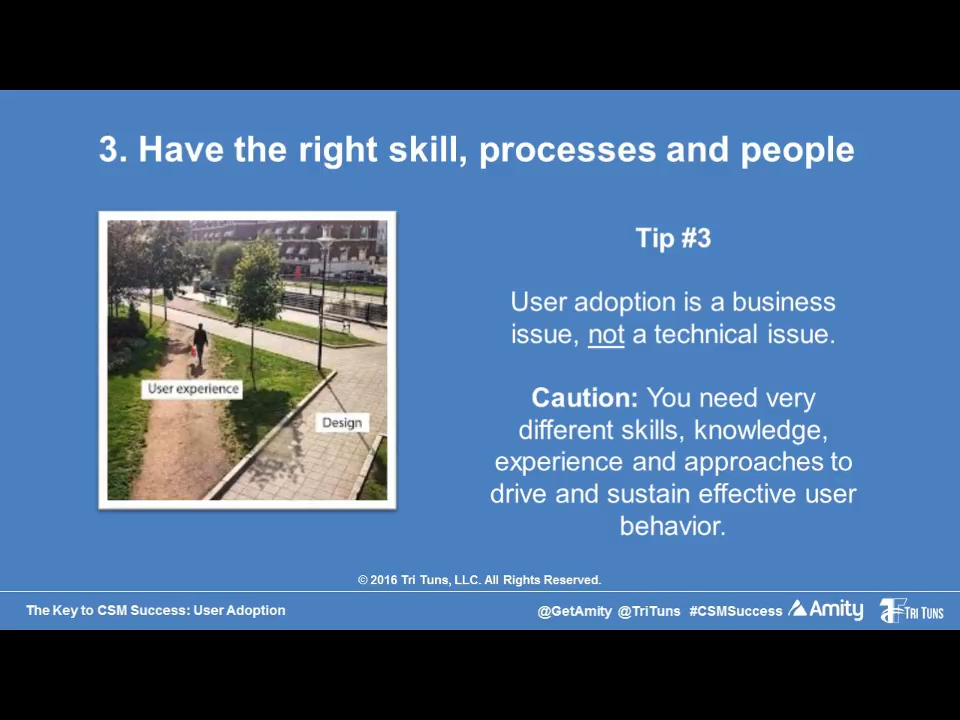 3. Have the right skill, processes and people
User experience
Design
Tip #3
User adoption is a business
issue, not a technical issue.
Caution: You need very
different skills, knowledge,
experience and approaches to
drive and sustain effective user
behavior.
© 2016 Tri Tuns, LLC. All Rights Reserved.
The Key to CSM Success: User Adoption
@GetAmity @TriTuns #CSMSuccess Amity TRI TUNS